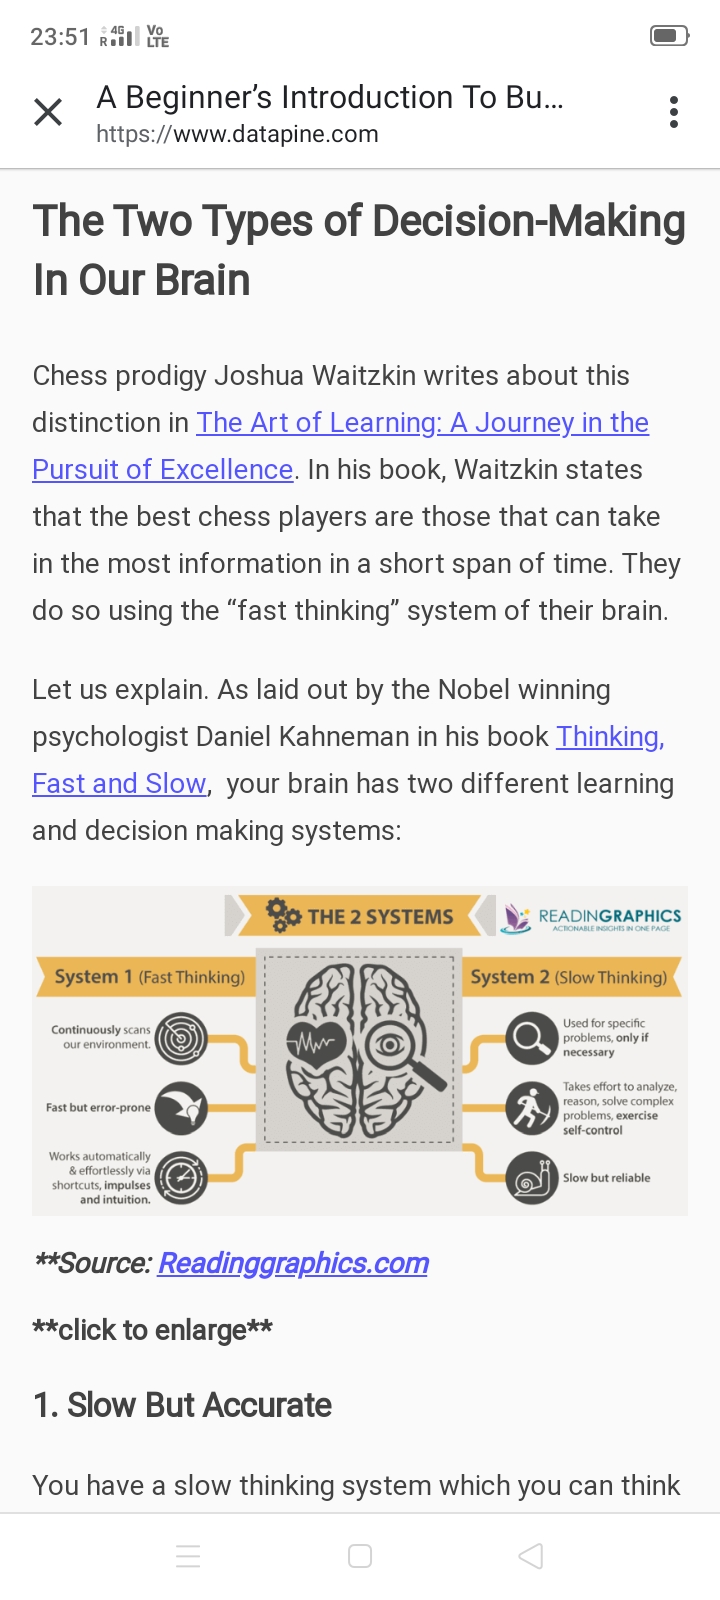 23:51 R 4G Vo LTE
A Beginner’s Introduction To Bu...
https://www.datapine.com
The Two Types of Decision-Making
In Our Brain
Chess prodigy Joshua Waitzkin writes about this
distinction in The Art of Learning: A Journey in the
Pursuit of Excellence. In his book, Waitzkin states
that the best chess players are those that can take
in the most information in a short span of time. They
do so using the “fast thinking” system of their brain.
Let us explain. As laid out by the Nobel winning
psychologist Daniel Kahneman in his book Thinking,
Fast and Slow,  your brain has two different learning
and decision making systems:
THE 2 SYSTEMS
READINGRAPHICS
ACTIONABLE INSIGHTS IN ONE PAGE
System 1 (Fast Thinking)
Continuously scans
our environment.
Fast but error-prone
Works automatically
& effortlessly via
shortcuts, impulses
and intuition.
System 2 (Slow Thinking)
Used for specific
problems, only if
necessary
Takes effort to analyze,
reason, solve complex
problems, exercise
self-control
Slow but reliable
**Source: Readinggraphics.com
**click to enlarge**
1. Slow But Accurate
You have a slow thinking system which you can think